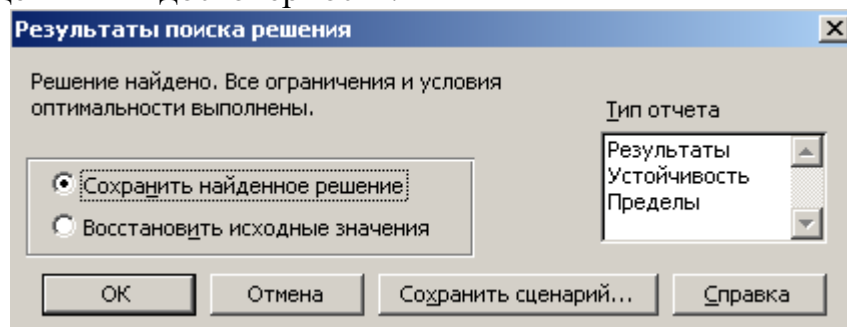 Результаты поиска решения
Решение найдено. Все ограничения и условия
оптимальности выполнены.
Тип отчета
Результаты
Устойчивость
Пределы
Сохранить найденное решение
Восстановить исходные значения
ОК
Отмена
Сохранить сценарий...
Справка